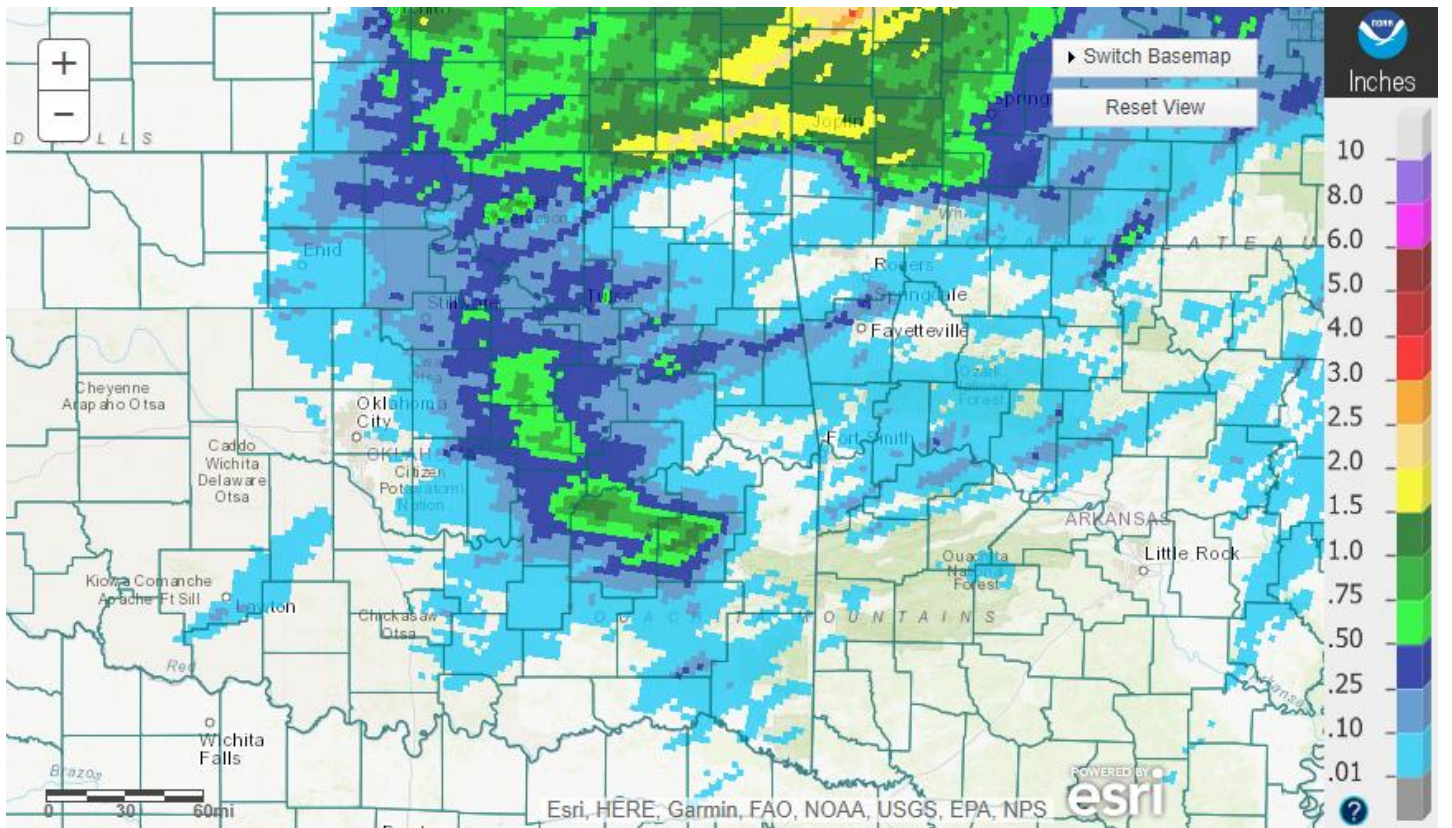 +
Switch Basemap
NOAA
Inches
−
Reset View
Joplin
10
8.0
6.0
5.0
4.0
3.0
2.5
2.0
1.5
1.0
.75
.50
.25
.10
.01
Enid
Rogers
Springdale
Stillwater
Tulsa
Fayetteville
Cheyenne
Arapaho Otsa
Oklahoma
City
Caddo
Wichita
Delaware
Otsa
Citizen
Potawatomi
Nation
Fort Smith
ARKANSAS
Little Rock
Ouachita
National
Forest
Kiowa Comanche
Apache Ft Sill
Lawton
Chickasaw
Otsa
OUACHITA MOUNTAINS
Red
Arkansas
Wichita
Falls
Brazos
POWERED BY
esri
0 30 60mi
Esri, HERE, Garmin, FAO, NOAA, USGS, EPA, NPS
?